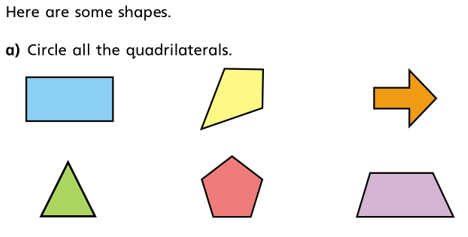 Here are some shapes.
a) Circle all the quadrilaterals.